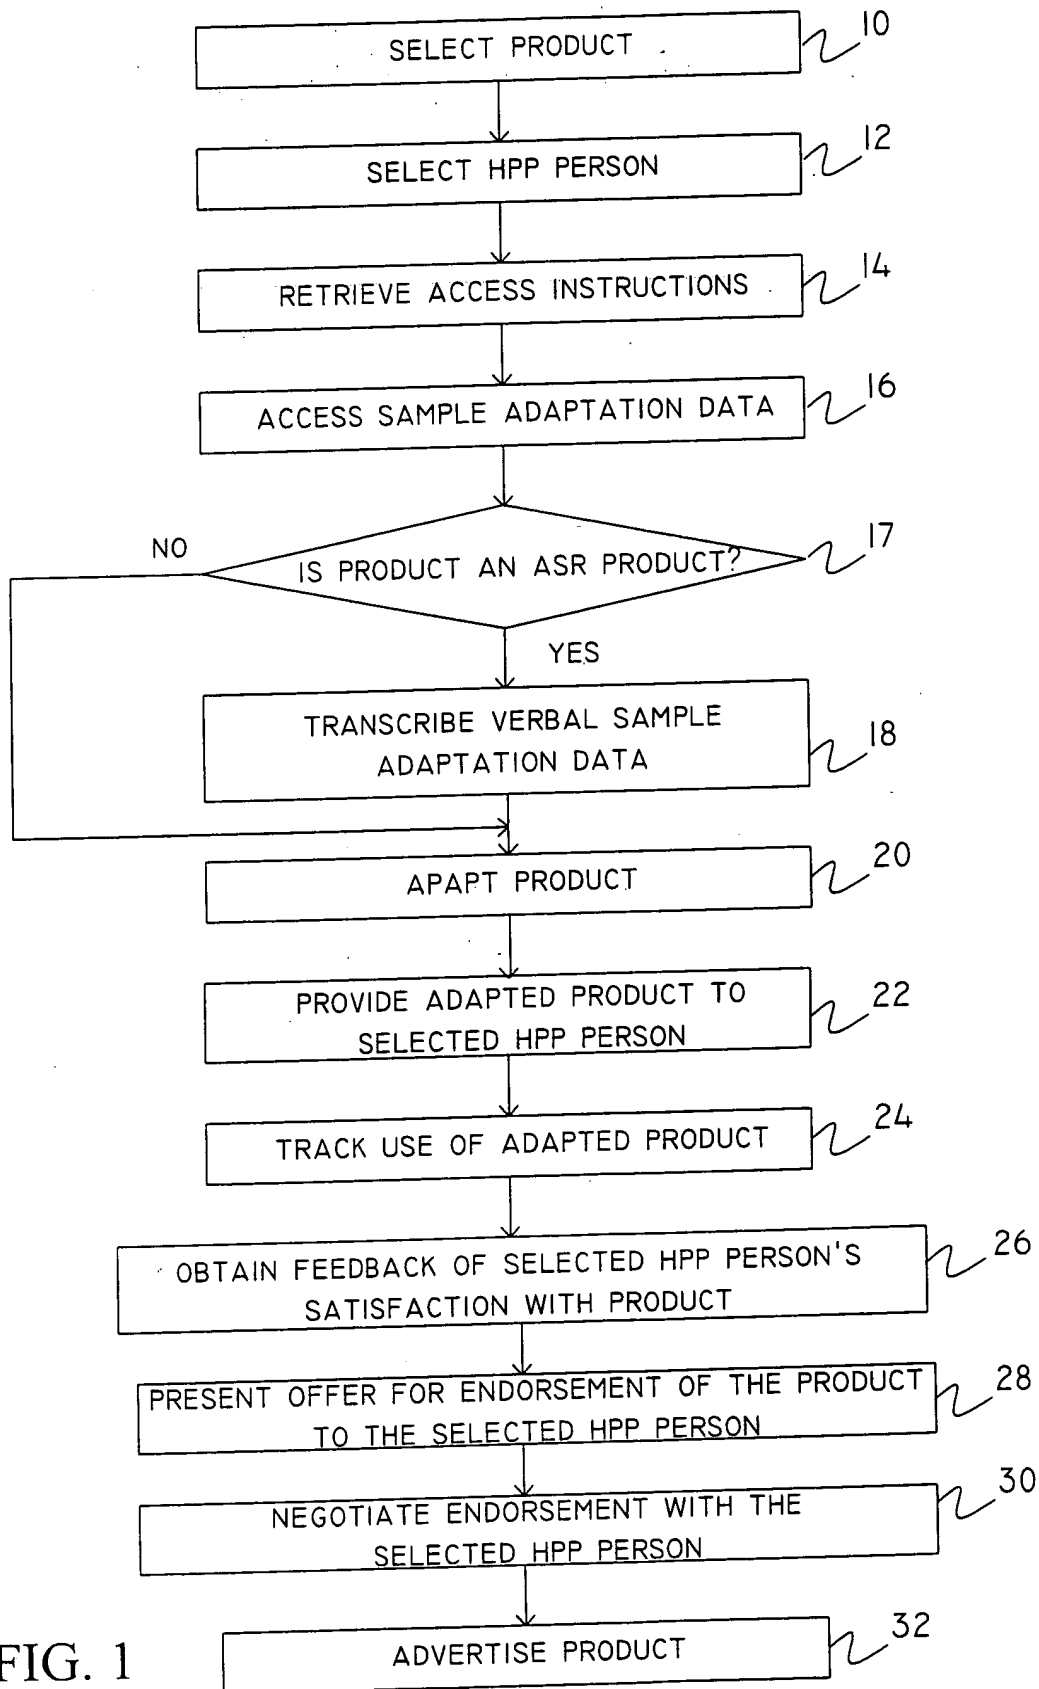 SELECT PRODUCT
10
SELECT HPP PERSON
12
RETRIEVE ACCESS INSTRUCTIONS
14
ACCESS SAMPLE ADAPTATION DATA
16
NO
IS PRODUCT AN ASR PRODUCT?
17
YES
TRANSCRIBE VERBAL SAMPLE
ADAPTATION DATA
18
APAPT PRODUCT
20
PROVIDE ADAPTED PRODUCT TO
SELECTED HPP PERSON
22
TRACK USE OF ADAPTED PRODUCT
24
OBTAIN FEEDBACK OF SELECTED HPP PERSON'S
SATISFACTION WITH PRODUCT
26
PRESENT OFFER FOR ENDORSEMENT OF THE PRODUCT
TO THE SELECTED HPP PERSON
28
NEGOTIATE ENDORSEMENT WITH THE
SELECTED HPP PERSON
30
ADVERTISE PRODUCT
32
FIG. 1